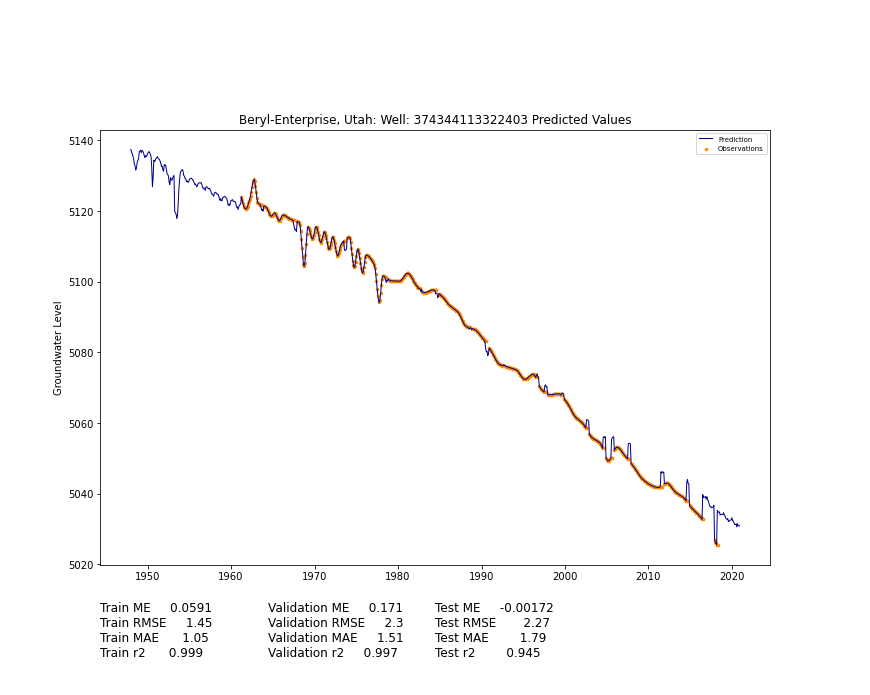 Beryl-Enterprise, Utah: Well: 374344113322403 Predicted Values
Prediction
Observations
Groundwater Level
5140
5120
5100
5080
5060
5040
5020
1950 1960 1970 1980 1990 2000 2010 2020
Train ME 0.0591 Validation ME 0.171 Test ME -0.00172
Train RMSE 1.45 Validation RMSE 2.3 Test RMSE 2.27
Train MAE 1.05 Validation MAE 1.51 Test MAE 1.79
Train r2 0.999 Validation r2 0.997 Test r2 0.945